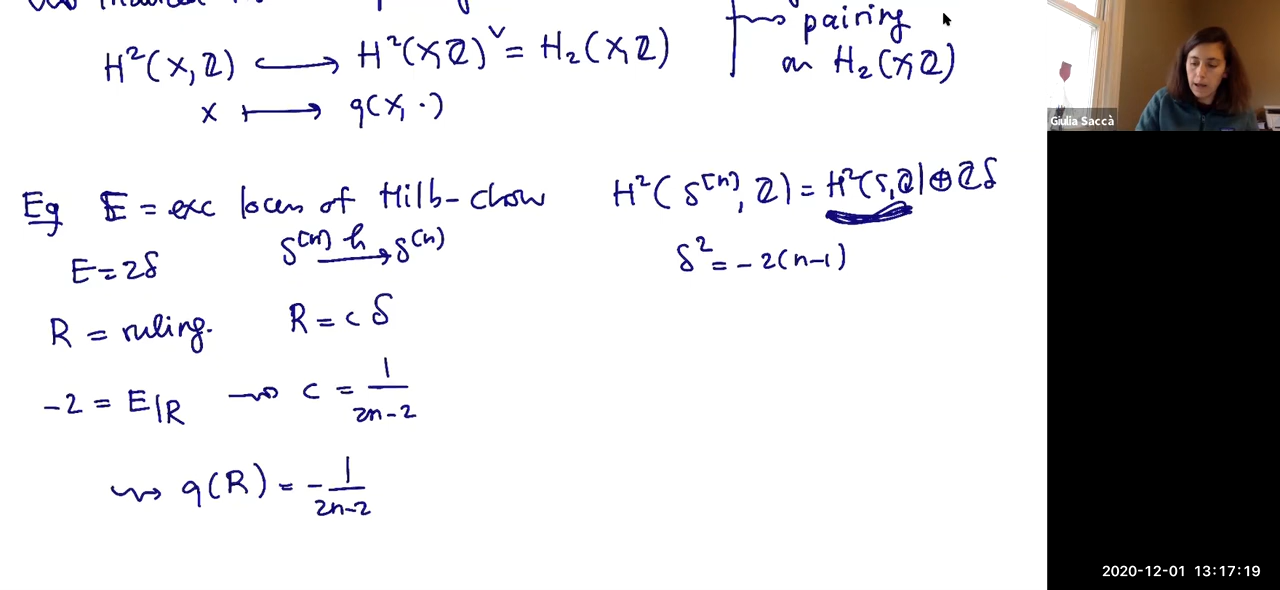 H²(X, Z) ⟶ H²(X, Z)ᵛ = H₂(X, Z)
x ⟼ q(x, ·)
pairing
on H₂(X, Z)
Eg E = exc locus of Hilb-Chow
S^[n] h→ S^(n)
E = 2δ
R = ruling. R = c δ
-2 = E|R ⇝ c = 1/(2n-2)
⇝ q(R) = - 1/(2n-2)
H²(S^[n], Z) = H²(S, Z) ⊕ Zδ
δ² = -2(n-1)
Giulia Saccà
2020-12-01 13:17:19